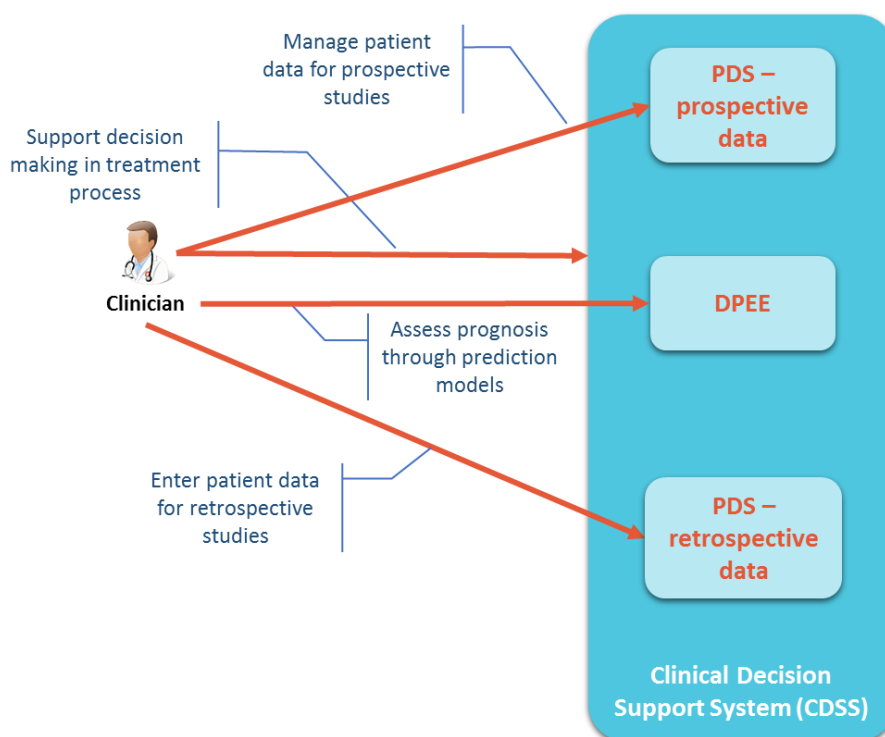 Manage patient
data for prospective
studies
PDS –
prospective
data
Support decision
making in treatment
process
Clinician
DPEE
Assess prognosis
through prediction
models
Enter patient data
for retrospective
studies
PDS –
retrospective
data
Clinical Decision
Support System (CDSS)